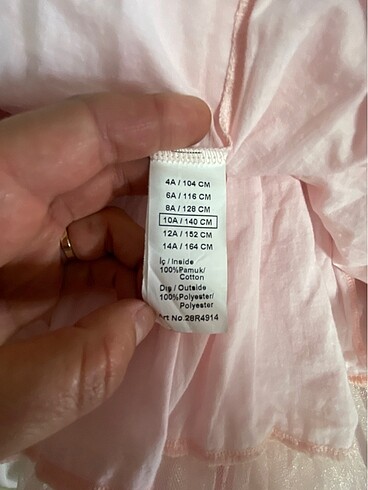 4A / 104 CM
6A / 116 CM
8A / 128 CM
10A / 140 CM
12A / 152 CM
14A / 164 CM
İç / Inside
100%Pamuk/
Cotton
Dış / Outside
100%Polyester/
Polyester
Art No 28R4914